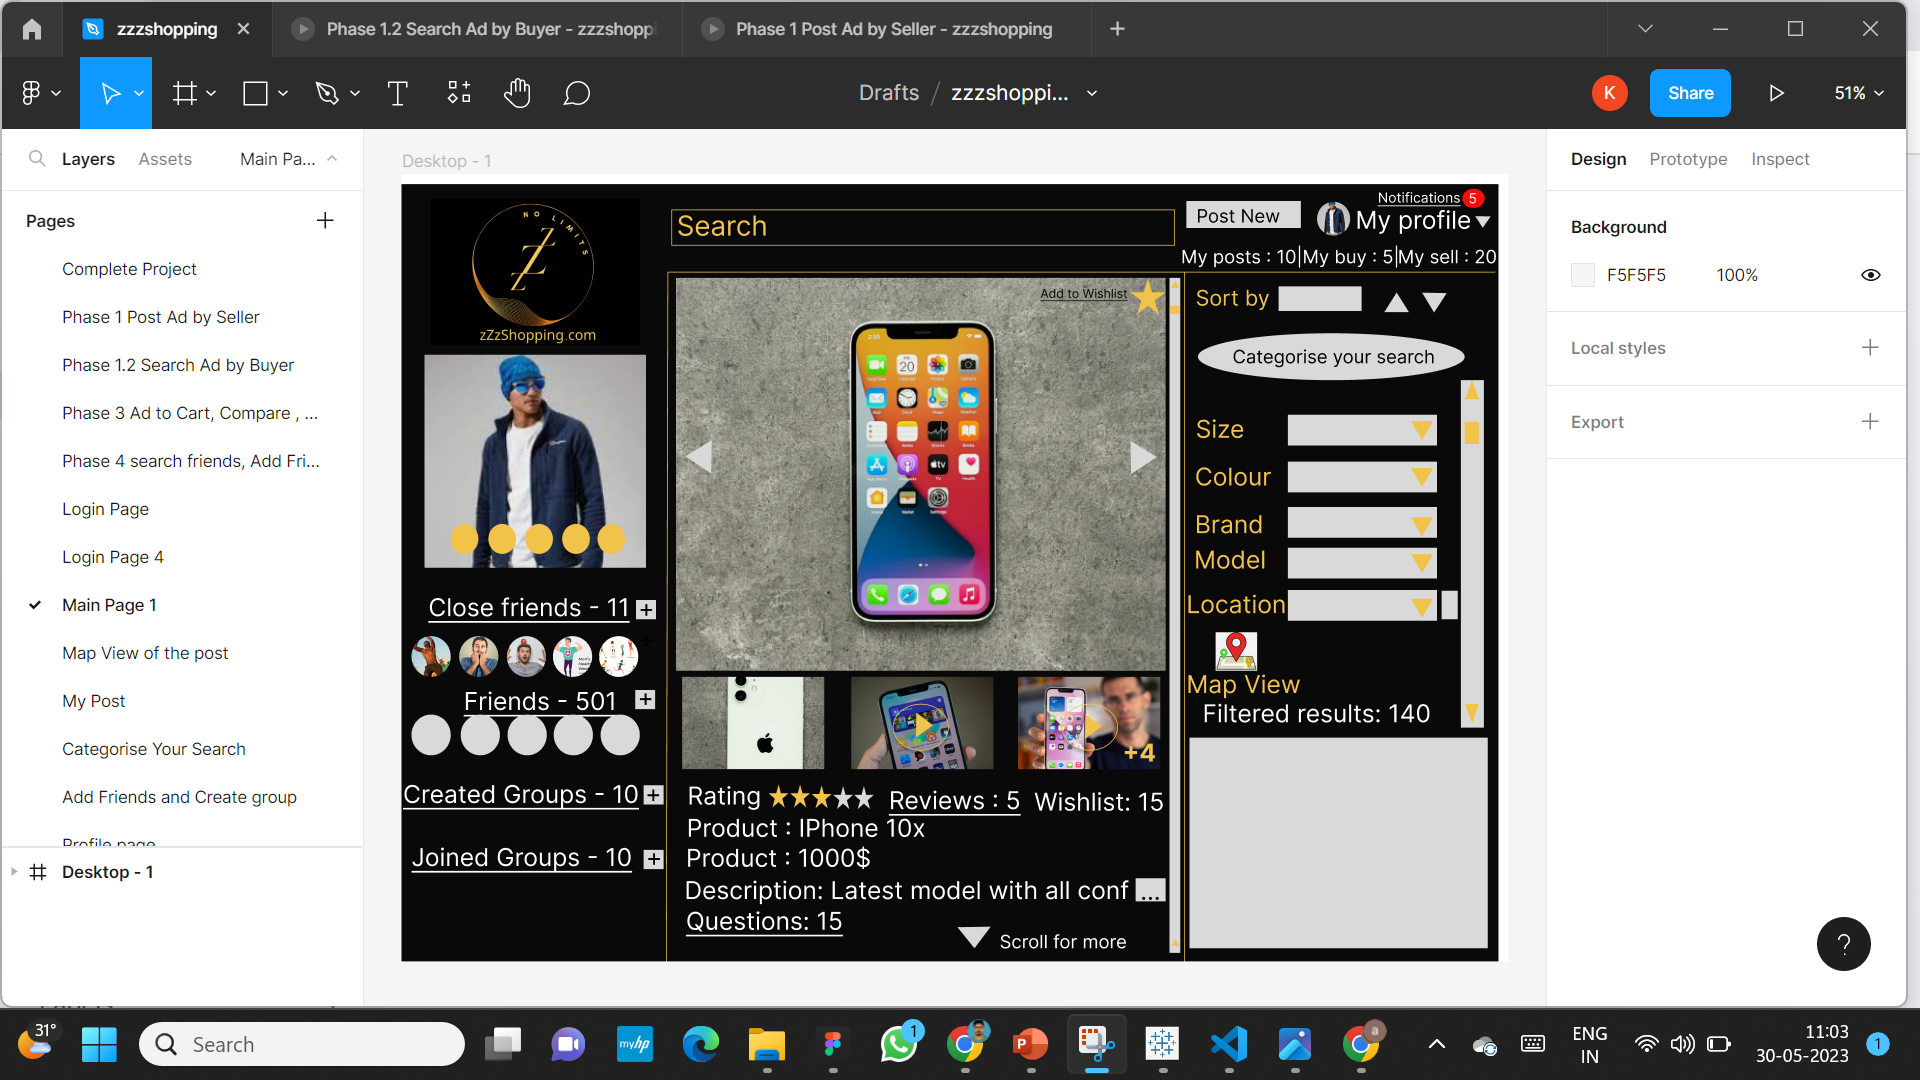 zzzshopping
Phase 1.2 Search Ad by Buyer - zzzshoppi
Phase 1 Post Ad by Seller - zzzshopping
Drafts / zzzshoppi...
K
Share
51%
Layers
Assets
Main Pa...
Pages
Complete Project
Phase 1 Post Ad by Seller
Phase 1.2 Search Ad by Buyer
Phase 3 Ad to Cart, Compare , ...
Phase 4 search friends, Add Fri...
Login Page
Login Page 4
Main Page 1
Map View of the post
My Post
Categorise Your Search
Add Friends and Create group
Profile page
Desktop - 1
Desktop - 1
NO LIMITS
zZzShopping.com
Close friends - 11
Friends - 501
Created Groups - 10
Joined Groups - 10
Search
Post New
Notifications 5
My profile
My posts : 10|My buy : 5|My sell : 20
Add to Wishlist
2:09
20
tv
+4
Rating
Reviews : 5
Wishlist: 15
Product : IPhone 10x
Product : 1000$
Description: Latest model with all conf ...
Questions: 15
Scroll for more
Sort by
Categorise your search
Size
Colour
Brand
Model
Location
Map View
Filtered results: 140
Design
Prototype
Inspect
Background
F5F5F5
100%
Local styles
Export
?
31°
Search
myhp
1
P
a
ENG
IN
11:03
30-05-2023
1